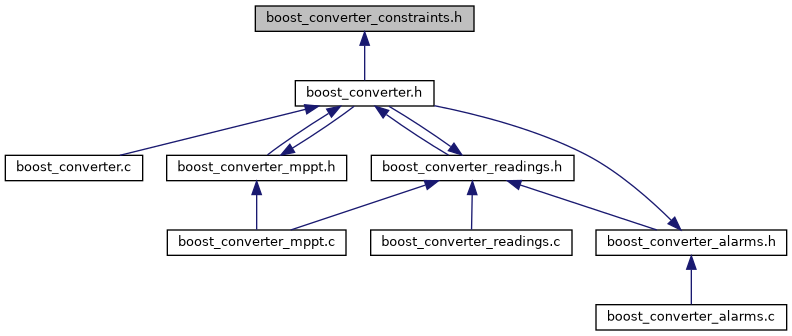 boost_converter_constraints.h
boost_converter.h
boost_converter.c
boost_converter_mppt.h
boost_converter_readings.h
boost_converter_mppt.c
boost_converter_readings.c
boost_converter_alarms.h
boost_converter_alarms.c